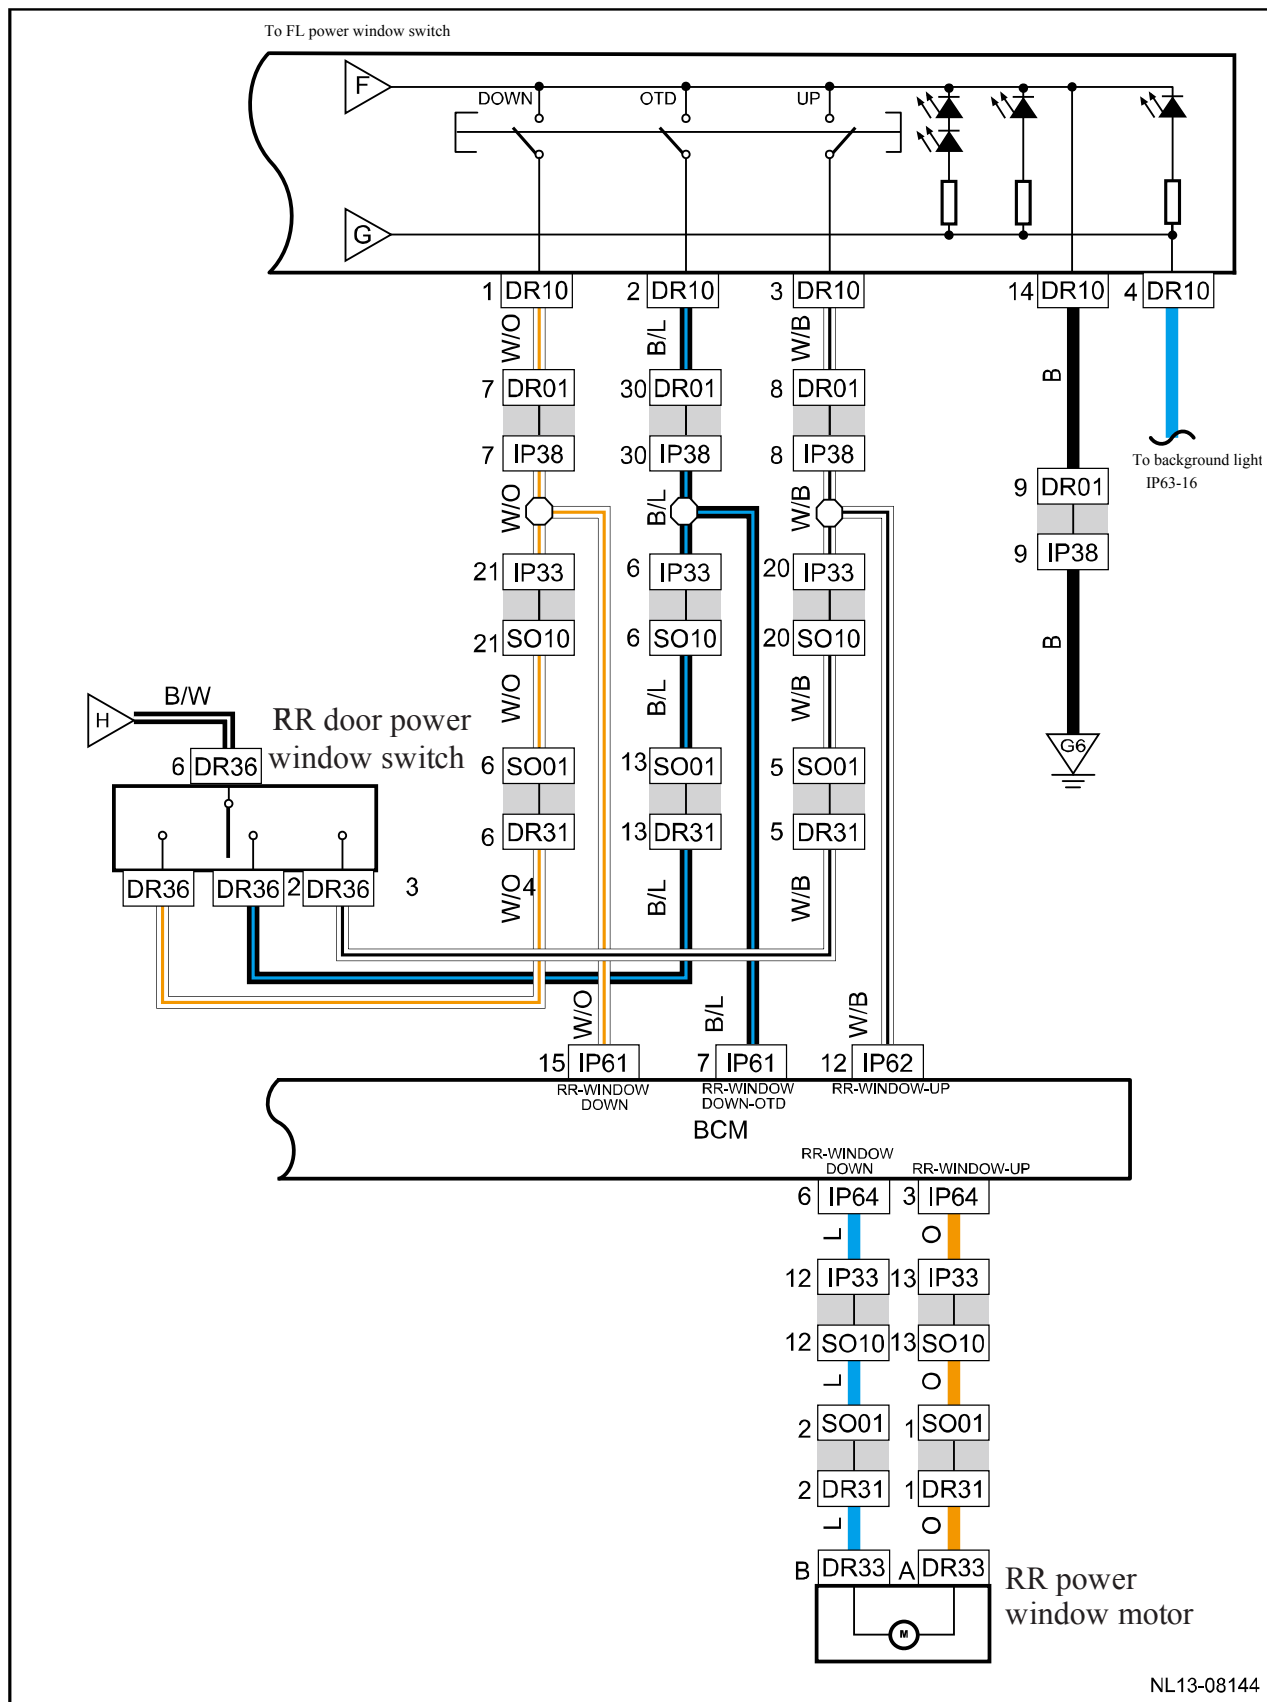 To FL power window switch
F
DOWN OTD UP
G
1 DR10 2 DR10 3 DR10 14 DR10 4 DR10
W/O B/L W/B B
7 DR01 30 DR01 8 DR01
7 IP38 30 IP38 8 IP38
To background light
IP63-16
9 DR01
W/O B/L W/B
9 IP38
21 IP33 6 IP33 20 IP33
21 SO10 6 SO10 20 SO10
B
H B/W
W/O B/L W/B
RR door power
window switch
6 DR36
6 SO01 13 SO01 5 SO01
G6
6 DR31 13 DR31 5 DR31
DR36 DR36 2 DR36 3 4
W/O B/L W/B
W/O B/L W/B
15 IP61 7 IP61 12 IP62
RR-WINDOW DOWN
RR-WINDOW DOWN-OTD
RR-WINDOW-UP
BCM
RR-WINDOW DOWN
RR-WINDOW-UP
6 IP64 3 IP64
L O
12 IP33 13 IP33
12 SO10 13 SO10
L O
2 SO01 1 SO01
2 DR31 1 DR31
L O
B DR33 A DR33
RR power
window motor
M
NL13-08144